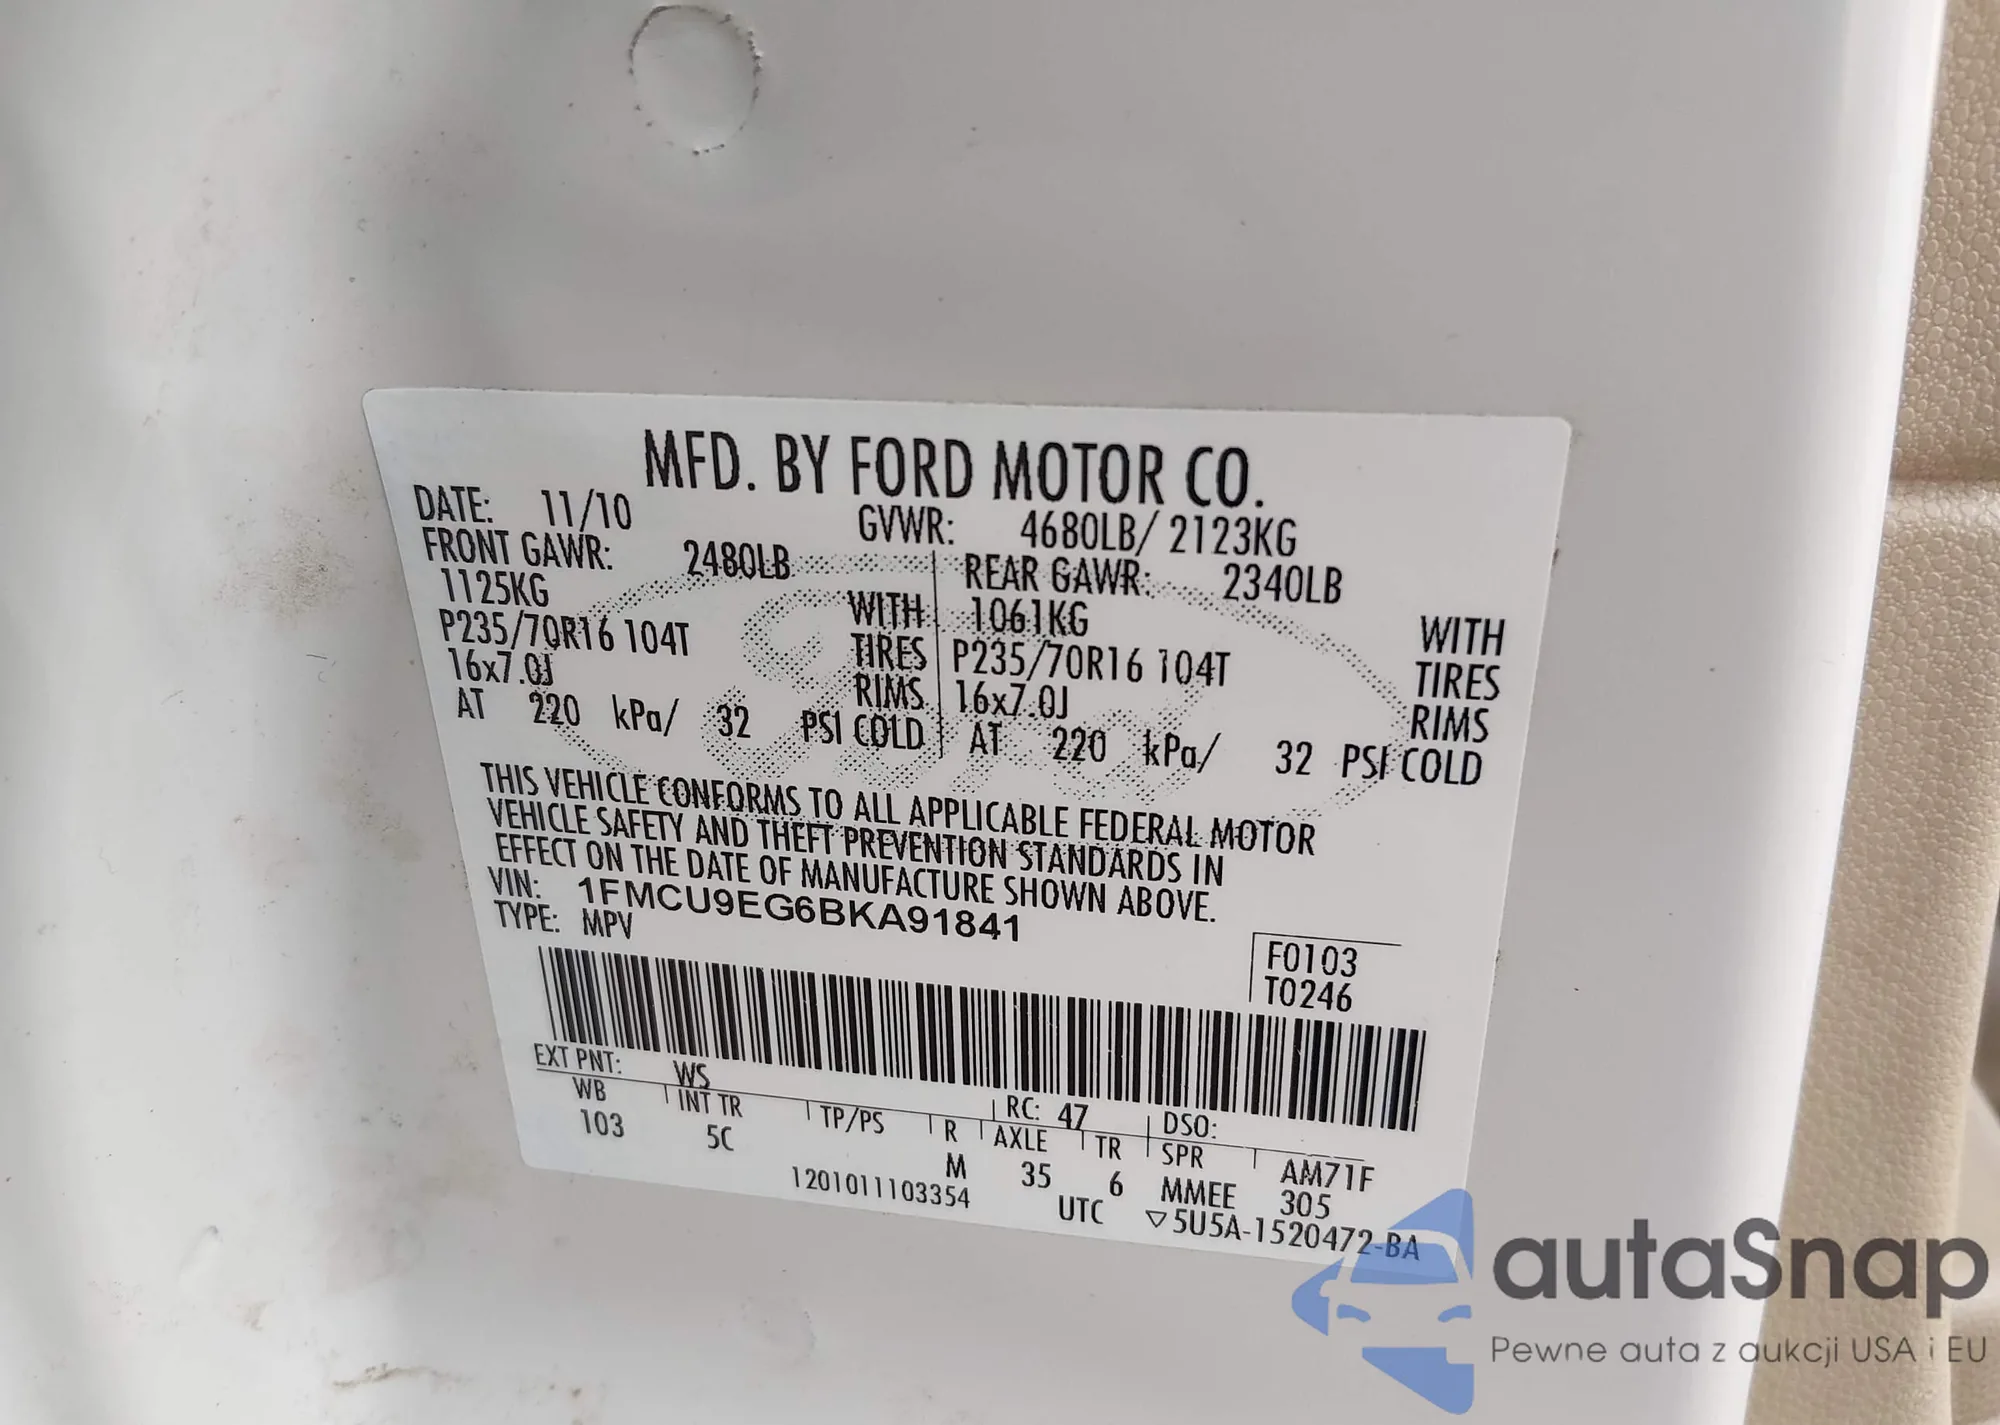 MFD. BY FORD MOTOR CO.
DATE: 11/10 GVWR: 4680LB/ 2123KG
FRONT GAWR: 2480LB REAR GAWR: 2340LB
1125KG WITH 1061KG WITH
P235/70R16 104T TIRES P235/70R16 104T TIRES
16x7.0J RIMS 16x7.0J RIMS
AT 220 kPa/ 32 PSI COLD AT 220 kPa/ 32 PSI COLD
THIS VEHICLE CONFORMS TO ALL APPLICABLE FEDERAL MOTOR
VEHICLE SAFETY AND THEFT PREVENTION STANDARDS IN
EFFECT ON THE DATE OF MANUFACTURE SHOWN ABOVE.
VIN: 1FMCU9EG6BKA91841
TYPE: MPV
F0103
T0246
EXT PNT: WS RC: 47 DSO:
WB INT TR TP/PS R AXLE TR SPR AM71F
103 5C M 35 6 MMEE 305
1201011103354 UTC ▽5U5A-1520472-BA
autaSnap
Pewne auta z aukcji USA i EU